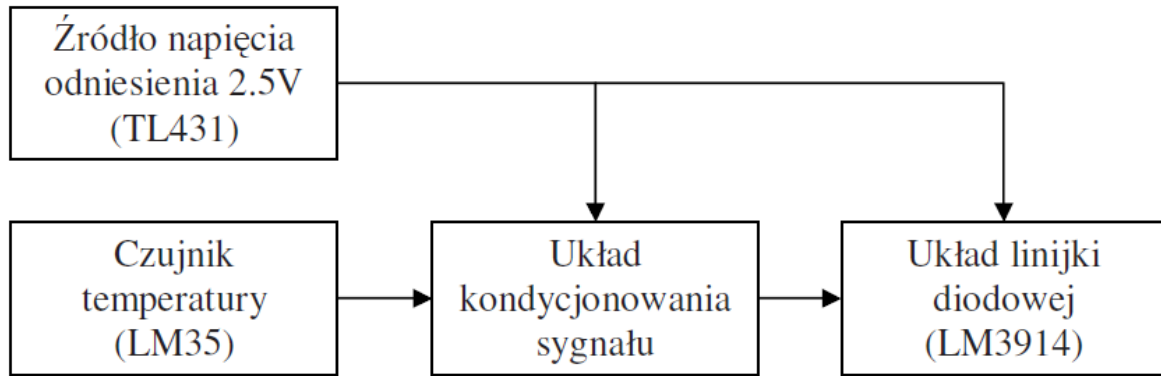 Źródło napięcia
odniesienia 2.5V
(TL431)
Czujnik
temperatury
(LM35)
Układ
kondycjonowania
sygnału
Układ linijki
diodowej
(LM3914)